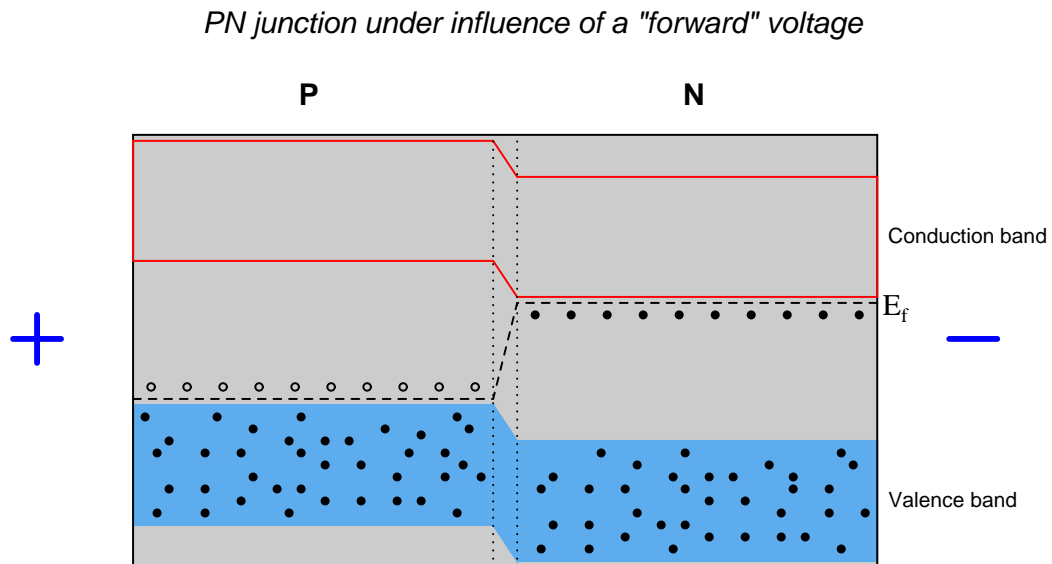 PN junction under influence of a "forward" voltage
P
N
Conduction band
E_f
+
−
Valence band